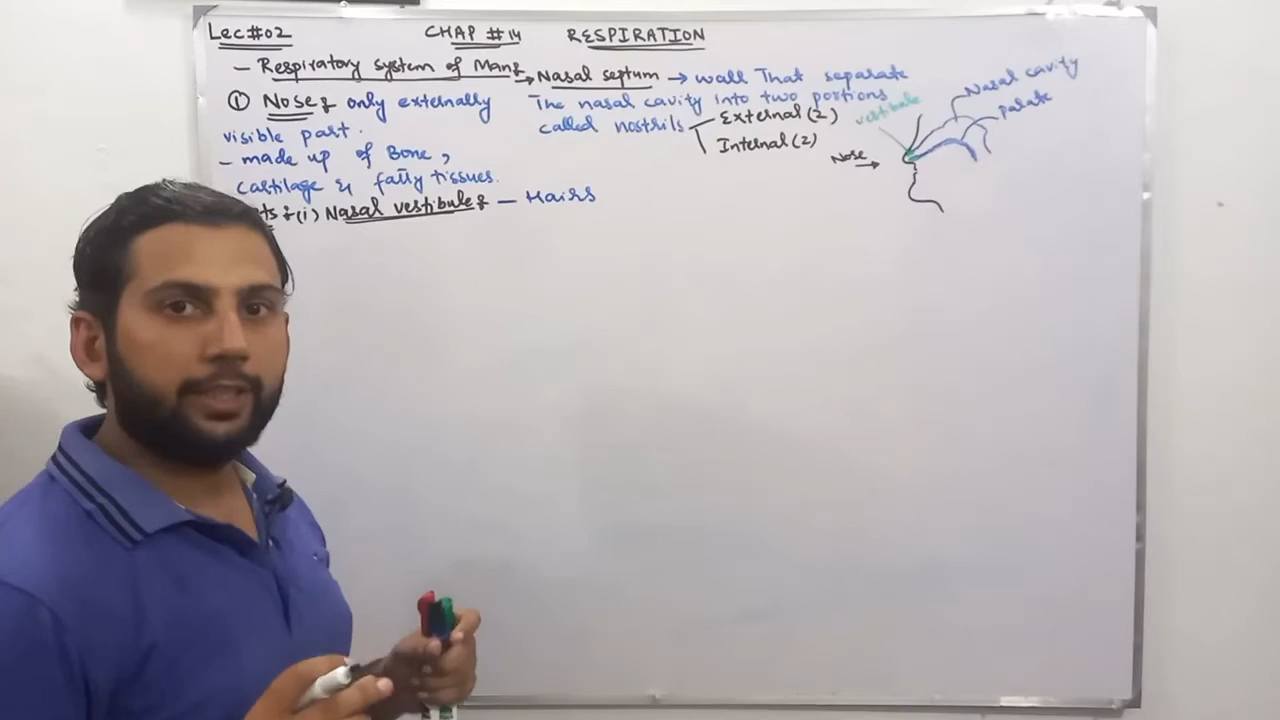 Lec#02 CHAP #14 RESPIRATION
- Respiratory system of Man:
① Nose: only externally
visible part.
- made up of Bone,
cartilage & fatty tissues.
(i) Nasal vestibule: - Hairs
→ Nasal septum → wall That separate
The nasal cavity into two portions
called nostrils
External (2)
Internal (2)
vestibule
Nasal cavity
palate
Nose →